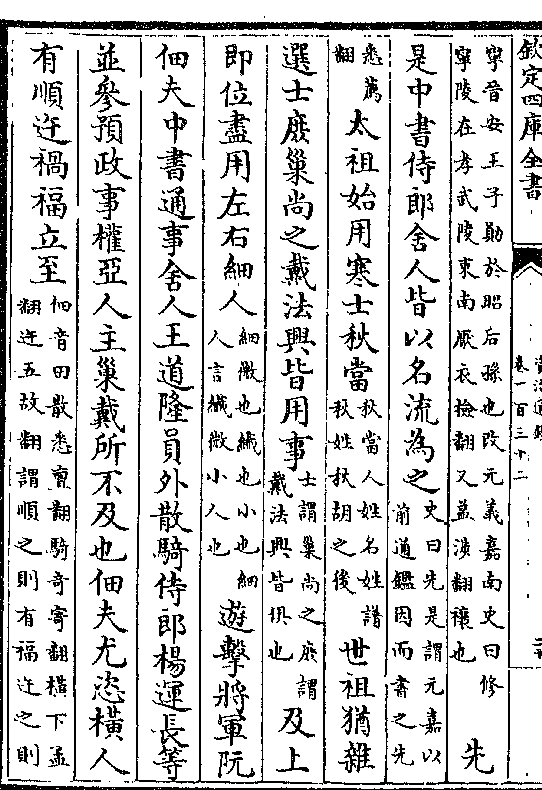 欽定四庫全書
資治通鑑
卷一百三十二
寧晉安王子勛於昭后孫也改元義嘉南史曰修
寧陵在孝武陵東南厭衣檢翻又益涉翻禳也
先
是中書侍郎舍人皆以名流為之
史曰先是謂元嘉以
前通鑑因而書之先
悉薦
翻
太祖始用寒士秋當
秋當人姓名姓譜
秋姓秋胡之後
世祖猶雜
選士庶巢尚之戴法興皆用事
士謂巢尚之庶謂
戴法興皆俱也
及上
即位盡用左右細人
細微也纖也小也細
人言纖微小人也
遊擊將軍阮
佃夫中書通事舍人王道隆員外散騎侍郎楊運長等
並參預政事權亞人主巢戴所不及也佃夫尤恣橫人
有順迕禍福立至
佃音田散悉亶翻騎奇寄翻橫下孟
翻迕五故翻謂順之則有福迕之則